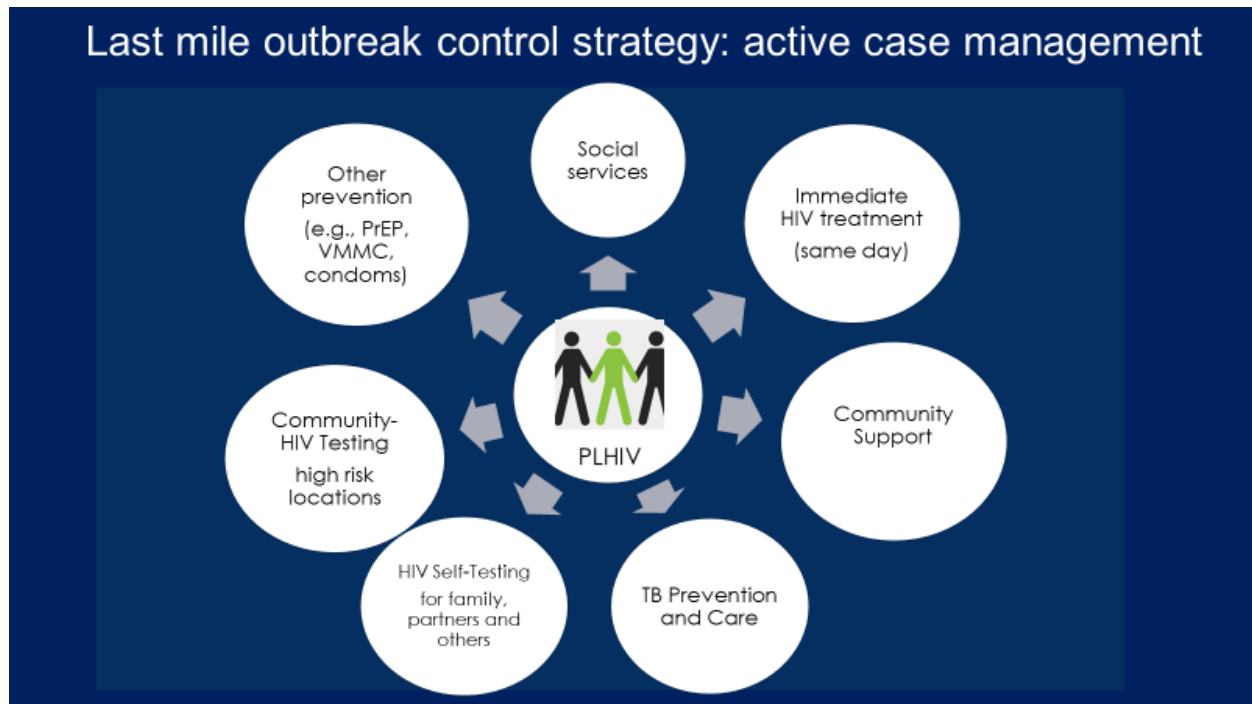 Last mile outbreak control strategy: active case management
Social
services
Immediate
HIV treatment
(same day)
Community
Support
TB Prevention
and Care
HIV Self-Testing
for family,
partners and
others
Community-
HIV Testing
high risk
locations
Other
prevention
(e.g., PrEP,
VMMC,
condoms)
PLHIV